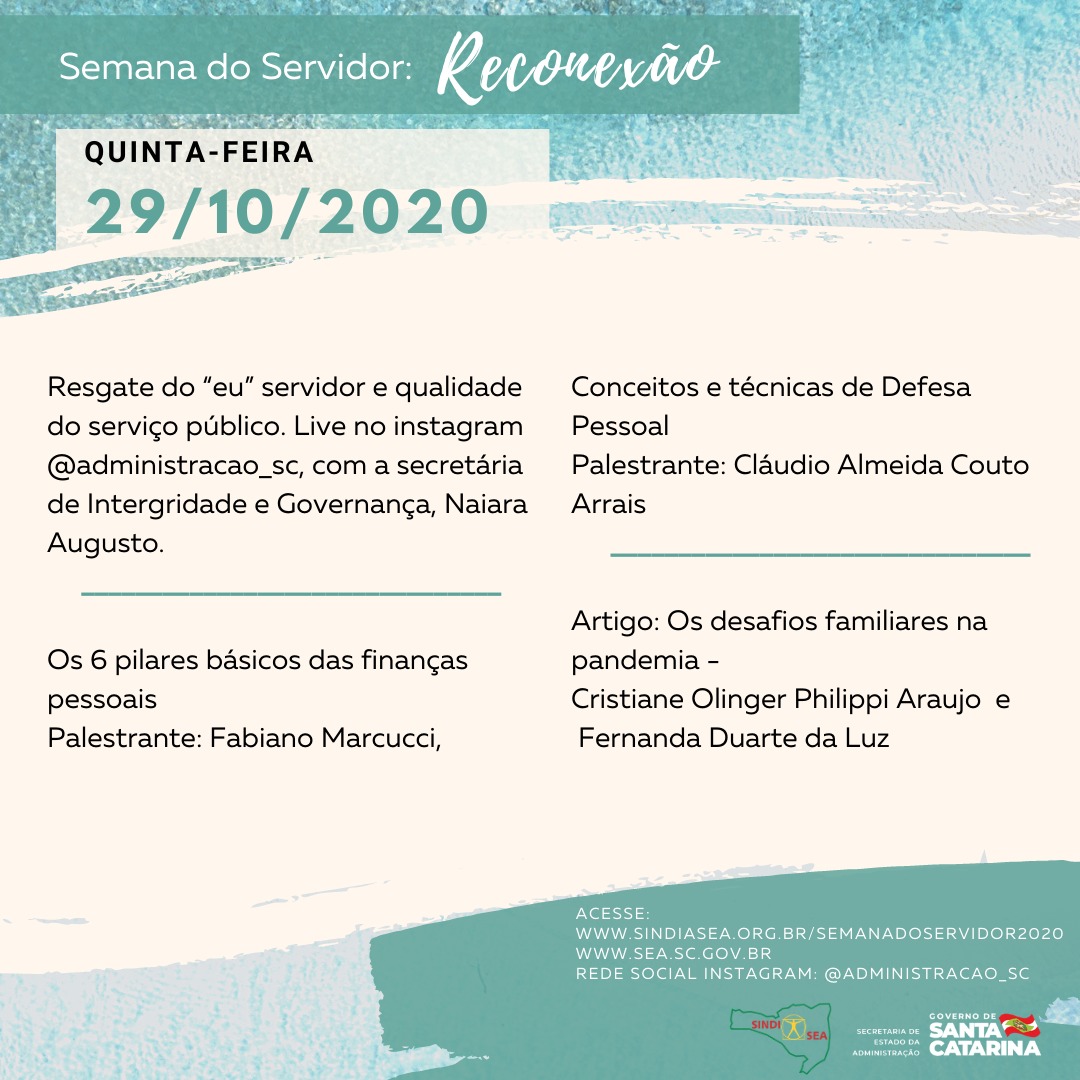 Semana do Servidor: Reconexão
QUINTA-FEIRA
29/10/2020
Resgate do “eu” servidor e qualidade
do serviço público. Live no instagram
@administracao_sc, com a secretária
de Intergridade e Governança, Naiara
Augusto.
Os 6 pilares básicos das finanças
pessoais
Palestrante: Fabiano Marcucci,
Conceitos e técnicas de Defesa
Pessoal
Palestrante: Cláudio Almeida Couto
Arrais
Artigo: Os desafios familiares na
pandemia -
Cristiane Olinger Philippi Araujo e
Fernanda Duarte da Luz
ACESSE:
WWW.SINDIASEA.ORG.BR/SEMANADOSERVIDOR2020
WWW.SEA.SC.GOV.BR
REDE SOCIAL INSTAGRAM: @ADMINISTRACAO_SC
SINDI SEA
SECRETARIA DE
ESTADO DA
ADMINISTRAÇÃO
GOVERNO DE
SANTA
CATARINA